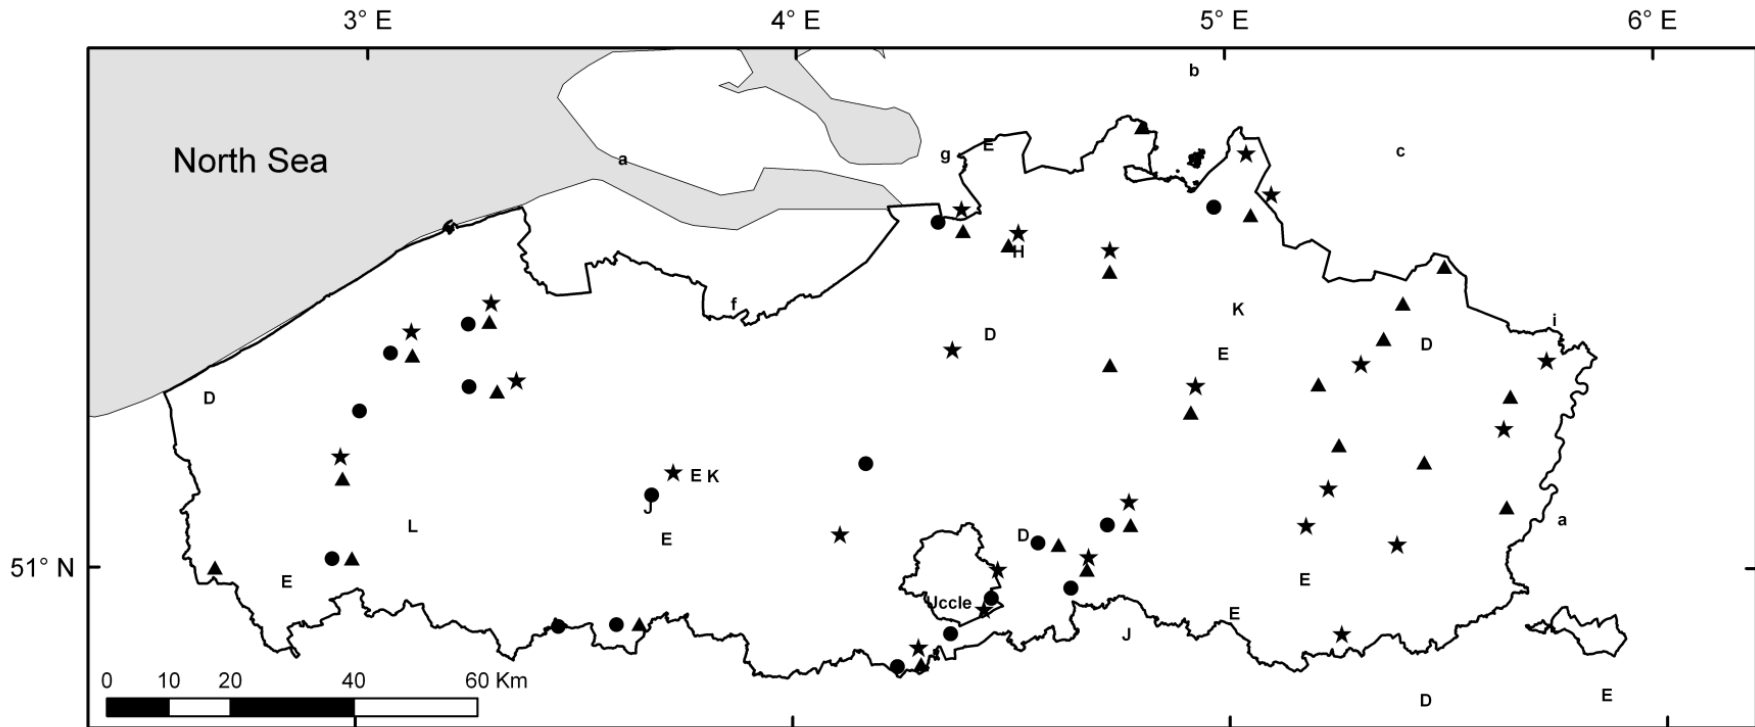 3° E 4° E 5° E 6° E
b
North Sea
a g E c
H
f K i
D D
E
D
E K
J
L E D a
51° N
E E
Uccle
E
J
0 10 20 40 60 Km
D E